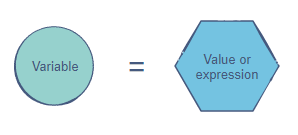 Variable
=
Value or
expression